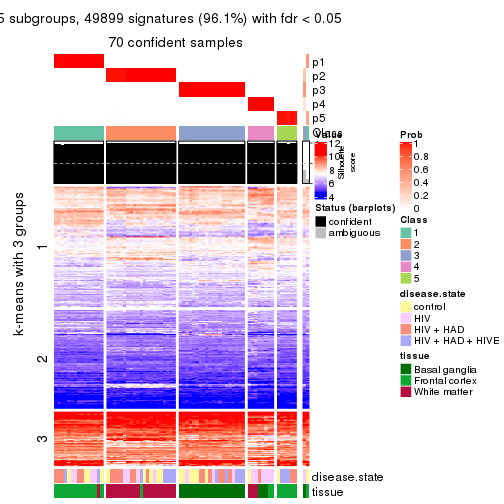 5 subgroups, 49899 signatures (96.1%) with fdr < 0.05
70 confident samples
p1
p2
p3
p4
p5
Class
Silhouette
score
k-means with 3 groups
1
2
3
disease.state
tissue
Value
12
10
8
6
4
Status (barplots)
confident
ambiguous
Prob
1
0.8
0.6
0.4
0.2
0
Class
1
2
3
4
5
disease.state
control
HIV
HIV + HAD
HIV + HAD + HIVE
tissue
Basal ganglia
Frontal cortex
White matter